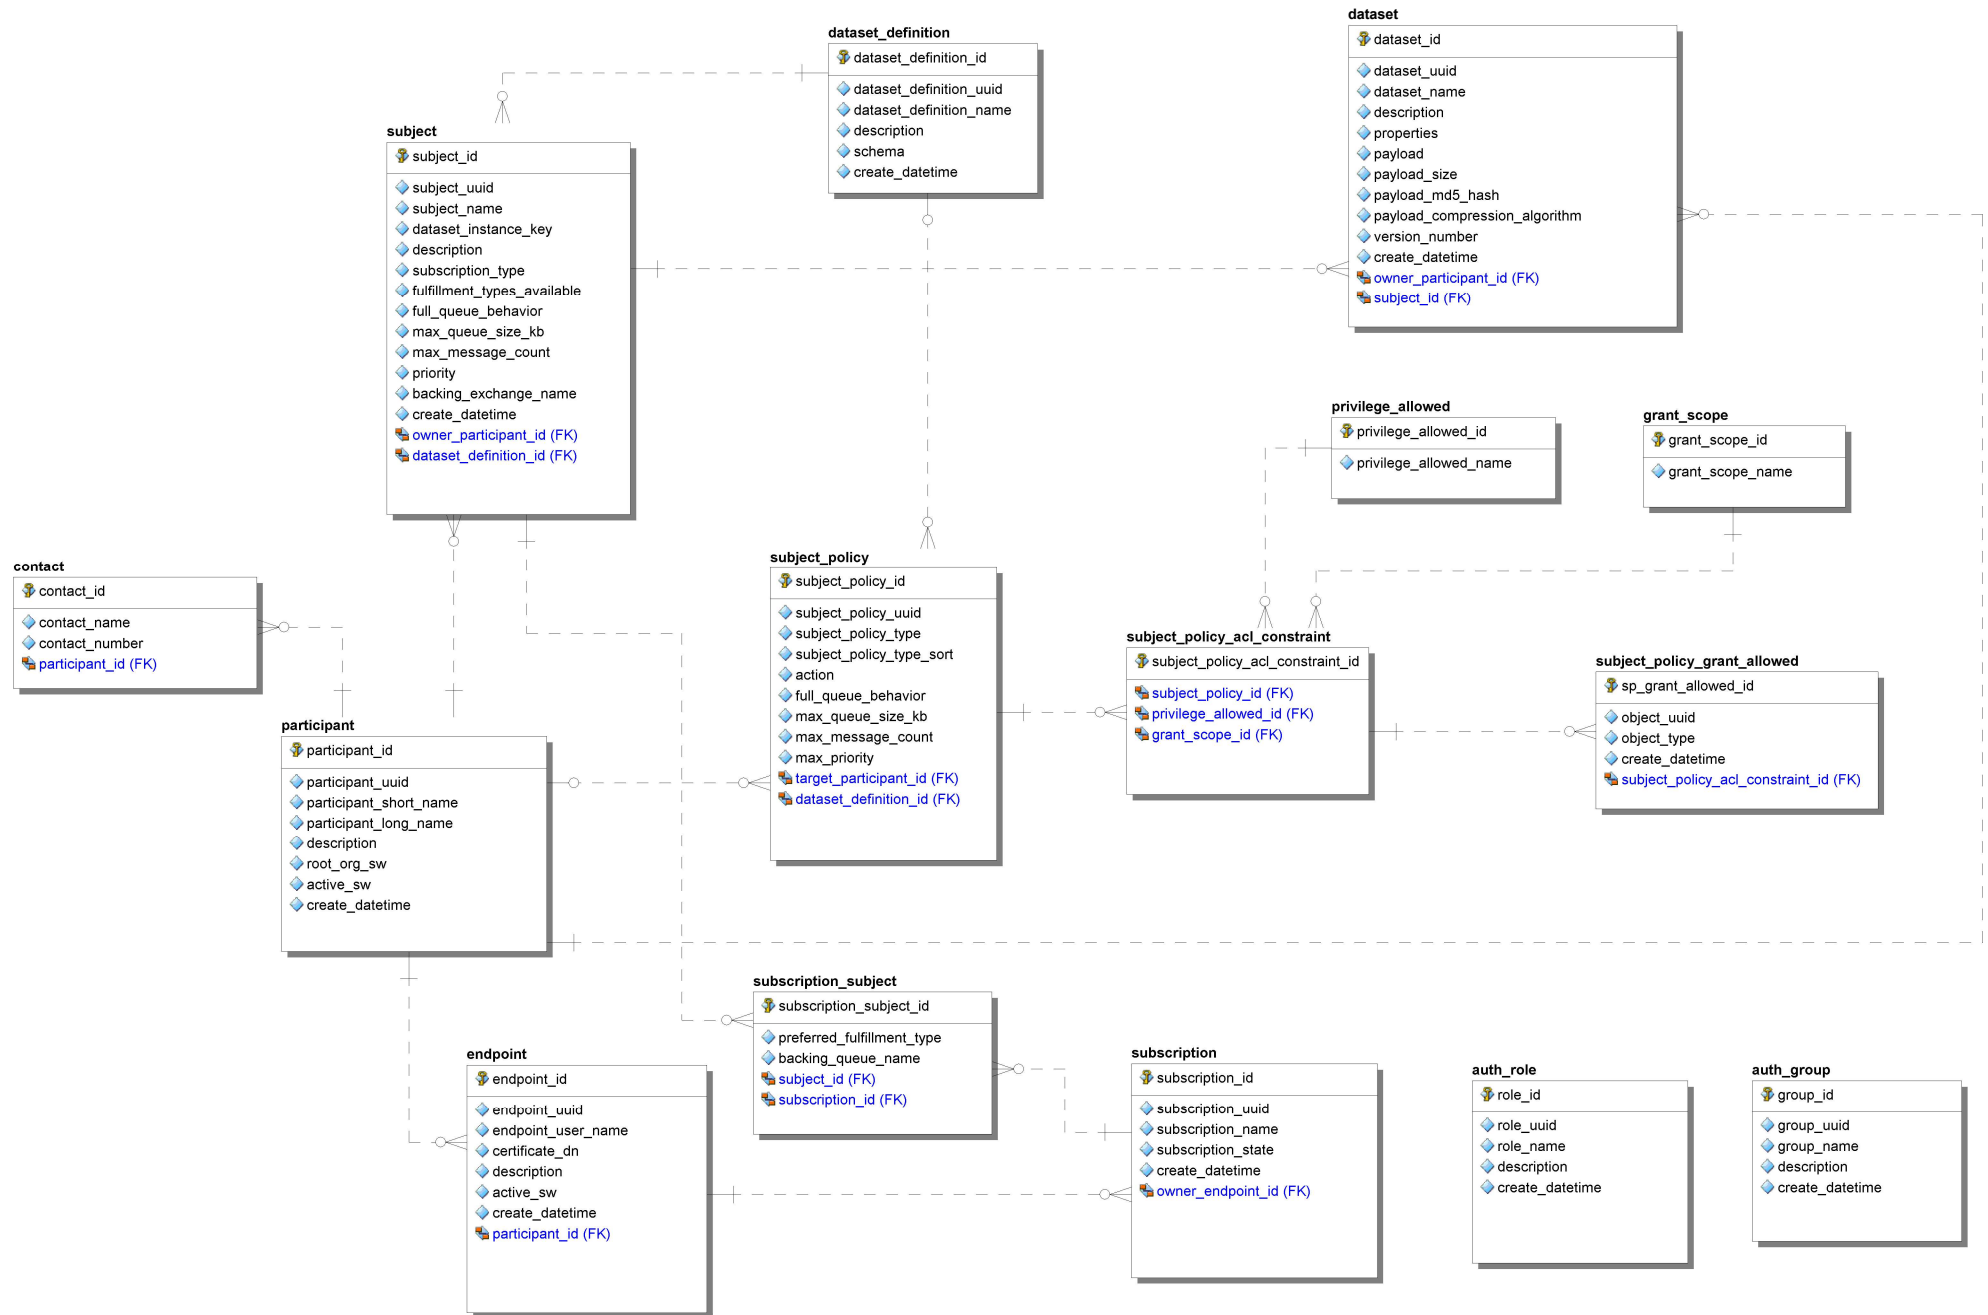 dataset_definition
dataset_definition_id
dataset_definition_uuid
dataset_definition_name
description
schema
create_datetime
dataset
dataset_id
dataset_uuid
dataset_name
description
properties
payload
payload_size
payload_md5_hash
payload_compression_algorithm
version_number
create_datetime
owner_participant_id (FK)
subject_id (FK)
subject
subject_id
subject_uuid
subject_name
dataset_instance_key
description
subscription_type
fulfillment_types_available
full_queue_behavior
max_queue_size_kb
max_message_count
priority
backing_exchange_name
create_datetime
owner_participant_id (FK)
dataset_definition_id (FK)
privilege_allowed
privilege_allowed_id
privilege_allowed_name
grant_scope
grant_scope_id
grant_scope_name
contact
contact_id
contact_name
contact_number
participant_id (FK)
subject_policy
subject_policy_id
subject_policy_uuid
subject_policy_type
subject_policy_type_sort
action
full_queue_behavior
max_queue_size_kb
max_message_count
max_priority
target_participant_id (FK)
dataset_definition_id (FK)
subject_policy_acl_constraint
subject_policy_acl_constraint_id
subject_policy_id (FK)
privilege_allowed_id (FK)
grant_scope_id (FK)
subject_policy_grant_allowed
sp_grant_allowed_id
object_uuid
object_type
create_datetime
subject_policy_acl_constraint_id (FK)
participant
participant_id
participant_uuid
participant_short_name
participant_long_name
description
root_org_sw
active_sw
create_datetime
subscription_subject
subscription_subject_id
preferred_fulfillment_type
backing_queue_name
subject_id (FK)
subscription_id (FK)
endpoint
endpoint_id
endpoint_uuid
endpoint_user_name
certificate_dn
description
active_sw
create_datetime
participant_id (FK)
subscription
subscription_id
subscription_uuid
subscription_name
subscription_state
create_datetime
owner_endpoint_id (FK)
auth_role
role_id
role_uuid
role_name
description
create_datetime
auth_group
group_id
group_uuid
group_name
description
create_datetime